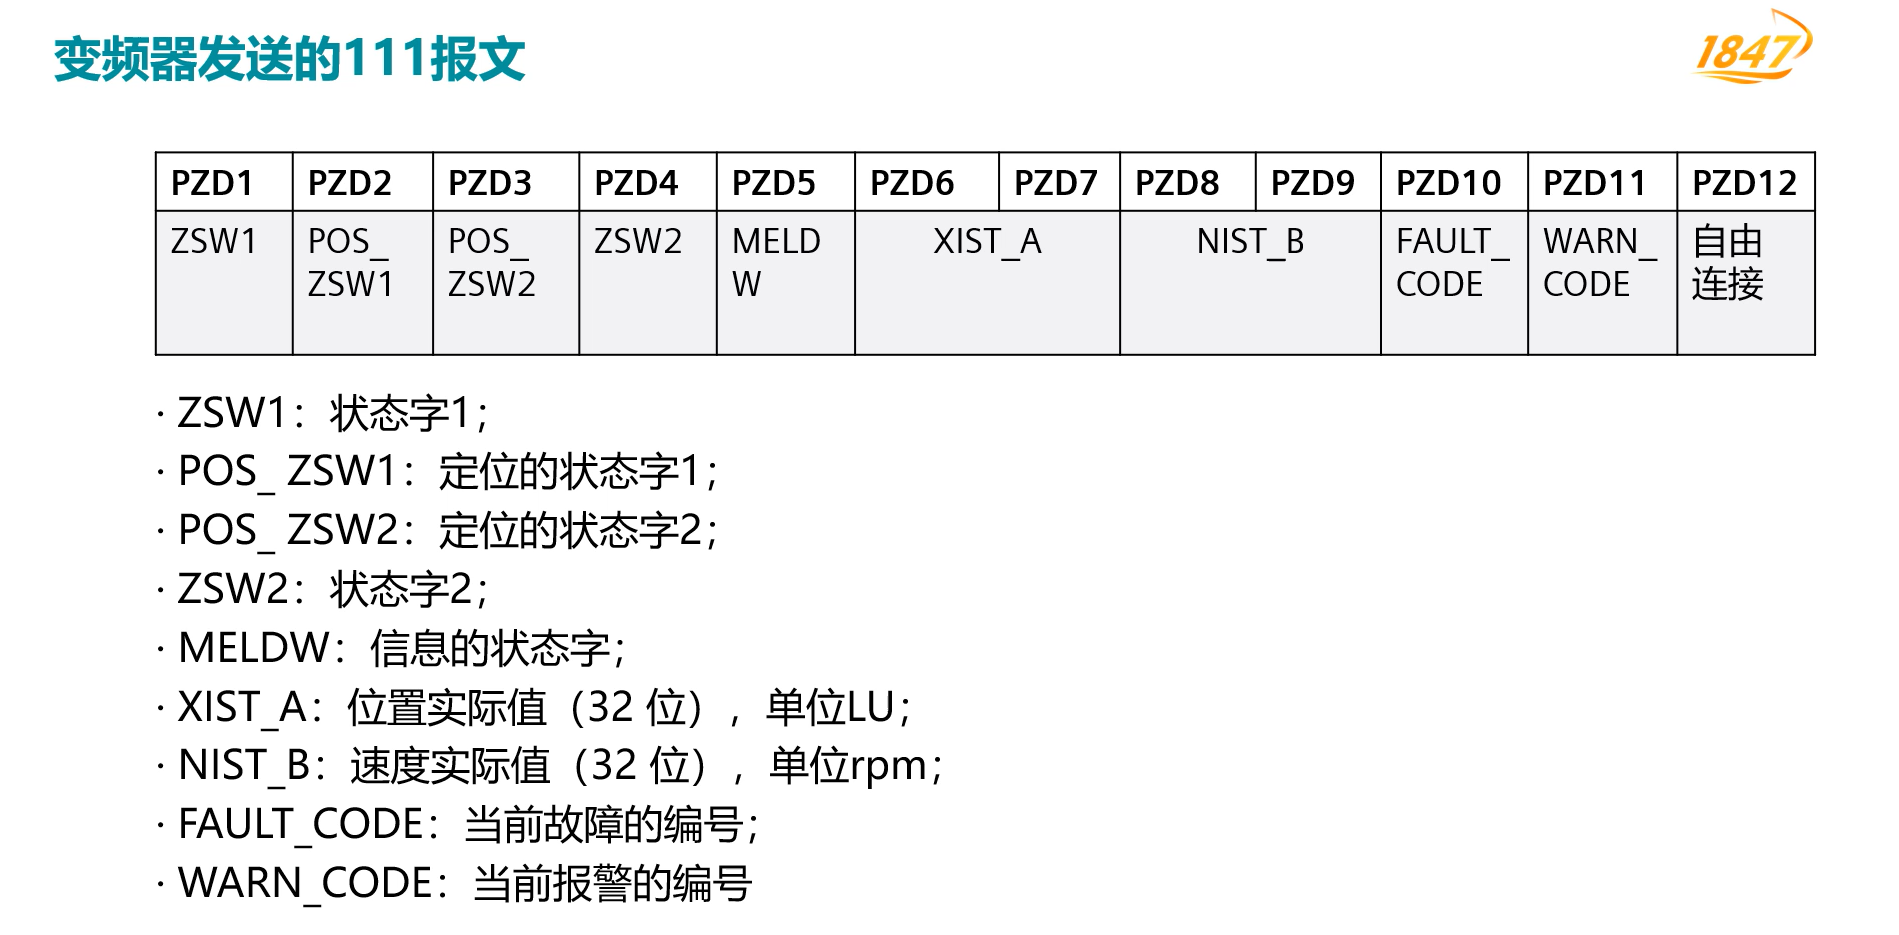 变频器发送的111报文
1847
PZD1 PZD2 PZD3 PZD4 PZD5 PZD6 PZD7 PZD8 PZD9 PZD10 PZD11 PZD12
ZSW1 POS_ POS_ ZSW2 MELD XIST_A NIST_B FAULT_ WARN_ 自由
ZSW1 ZSW2 W CODE CODE 连接
· ZSW1：状态字1；
· POS_ ZSW1：定位的状态字1；
· POS_ ZSW2：定位的状态字2；
· ZSW2：状态字2；
· MELDW：信息的状态字；
· XIST_A：位置实际值（32 位），单位LU；
· NIST_B：速度实际值（32 位），单位rpm；
· FAULT_CODE：当前故障的编号；
· WARN_CODE：当前报警的编号